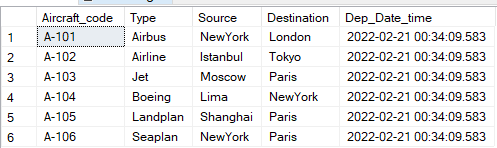 Aircraft_code Type Source Destination Dep_Date_time
1 A-101 Airbus NewYork London 2022-02-21 00:34:09.583
2 A-102 Airline Istanbul Tokyo 2022-02-21 00:34:09.583
3 A-103 Jet Moscow Paris 2022-02-21 00:34:09.583
4 A-104 Boeing Lima NewYork 2022-02-21 00:34:09.583
5 A-105 Landplan Shanghai Paris 2022-02-21 00:34:09.583
6 A-106 Seaplan NewYork Paris 2022-02-21 00:34:09.583